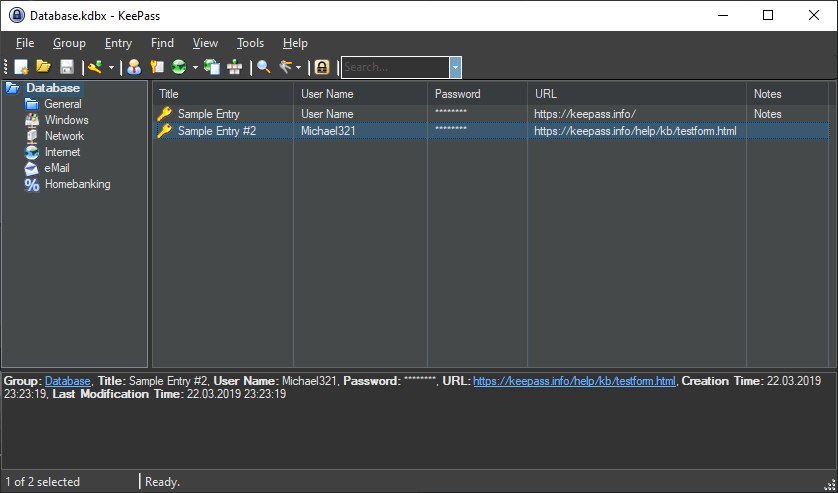 Database.kdbx - KeePass
File Group Entry Find View Tools Help
Search...
Database
General
Windows
Network
Internet
eMail
Homebanking
Title User Name Password URL Notes
Sample Entry User Name ******** https://keepass.info/ Notes
Sample Entry #2 Michael321 ******** https://keepass.info/help/kb/testform.html
Group: Database, Title: Sample Entry #2, User Name: Michael321, Password: ********, URL: https://keepass.info/help/kb/testform.html, Creation Time: 22.03.2019
23:23:19, Last Modification Time: 22.03.2019 23:23:19
1 of 2 selected Ready.